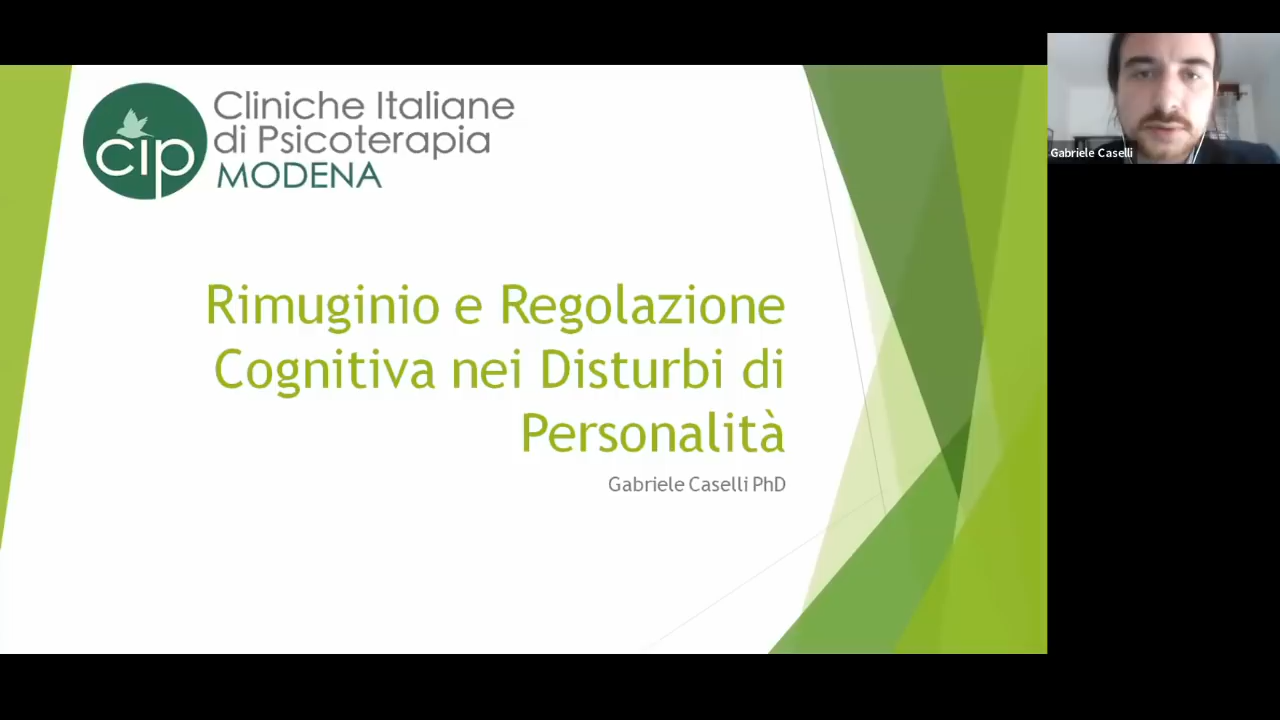 cip
Cliniche Italiane
di Psicoterapia
MODENA
Rimuginio e Regolazione
Cognitiva nei Disturbi di
Personalità
Gabriele Caselli PhD
Gabriele Caselli